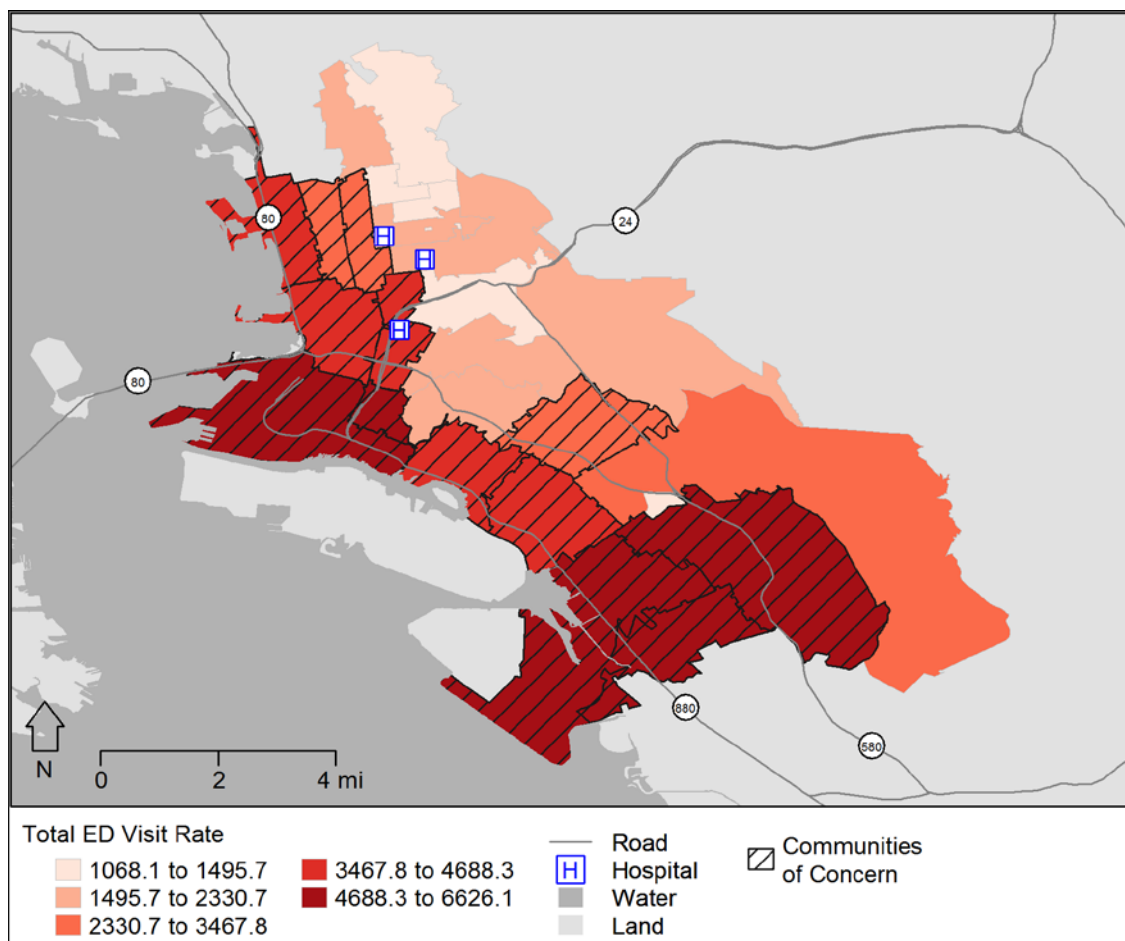 24
80
80
880
580
N
0 2 4 mi
Total ED Visit Rate
1068.1 to 1495.7
1495.7 to 2330.7
2330.7 to 3467.8
3467.8 to 4688.3
4688.3 to 6626.1
Road
H Hospital
Water
Land
Communities
of Concern
H
H
H